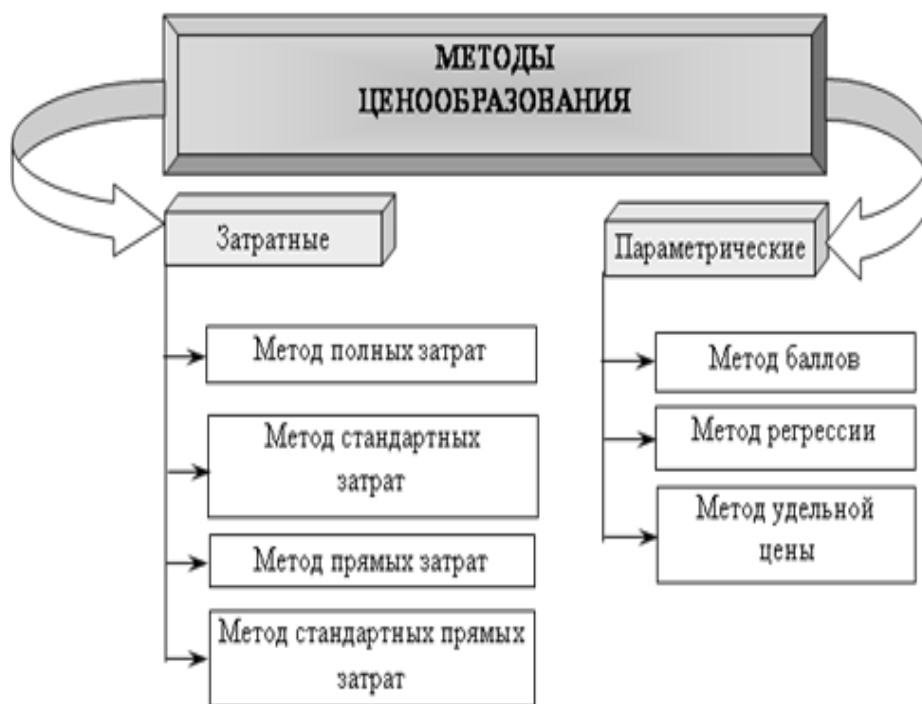 МЕТОДЫ
ЦЕНООБРАЗОВАНИЯ
Затратные
Метод полных затрат
Метод стандартных
затрат
Метод прямых затрат
Метод стандартных прямых
затрат
Параметрические
Метод баллов
Метод регрессии
Метод удельной
цены